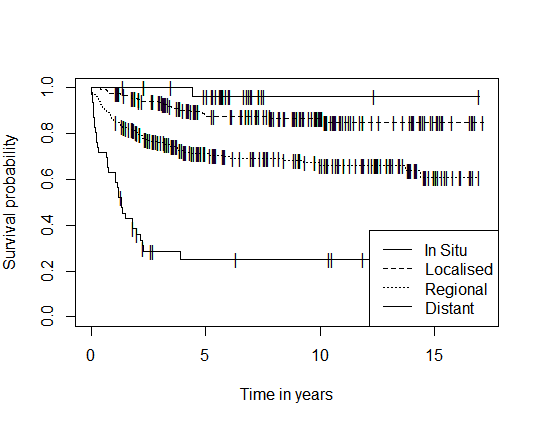 Survival probability
1.0
0.8
0.6
0.4
0.2
0.0
In Situ
Localised
Regional
Distant
0 5 10 15
Time in years